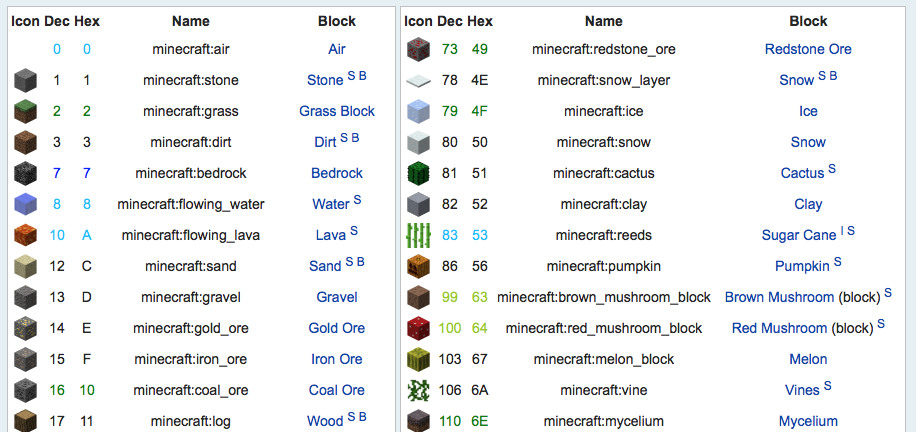 Icon Dec Hex Name Block
0 0 minecraft:air Air
1 1 minecraft:stone Stone S B
2 2 minecraft:grass Grass Block
3 3 minecraft:dirt Dirt S B
7 7 minecraft:bedrock Bedrock
8 8 minecraft:flowing_water Water S
10 A minecraft:flowing_lava Lava S
12 C minecraft:sand Sand S B
13 D minecraft:gravel Gravel
14 E minecraft:gold_ore Gold Ore
15 F minecraft:iron_ore Iron Ore
16 10 minecraft:coal_ore Coal Ore
17 11 minecraft:log Wood S B
Icon Dec Hex Name Block
73 49 minecraft:redstone_ore Redstone Ore
78 4E minecraft:snow_layer Snow S B
79 4F minecraft:ice Ice
80 50 minecraft:snow Snow
81 51 minecraft:cactus Cactus S
82 52 minecraft:clay Clay
83 53 minecraft:reeds Sugar Cane I S
86 56 minecraft:pumpkin Pumpkin S
99 63 minecraft:brown_mushroom_block Brown Mushroom (block) S
100 64 minecraft:red_mushroom_block Red Mushroom (block) S
103 67 minecraft:melon_block Melon
106 6A minecraft:vine Vines S
110 6E minecraft:mycelium Mycelium